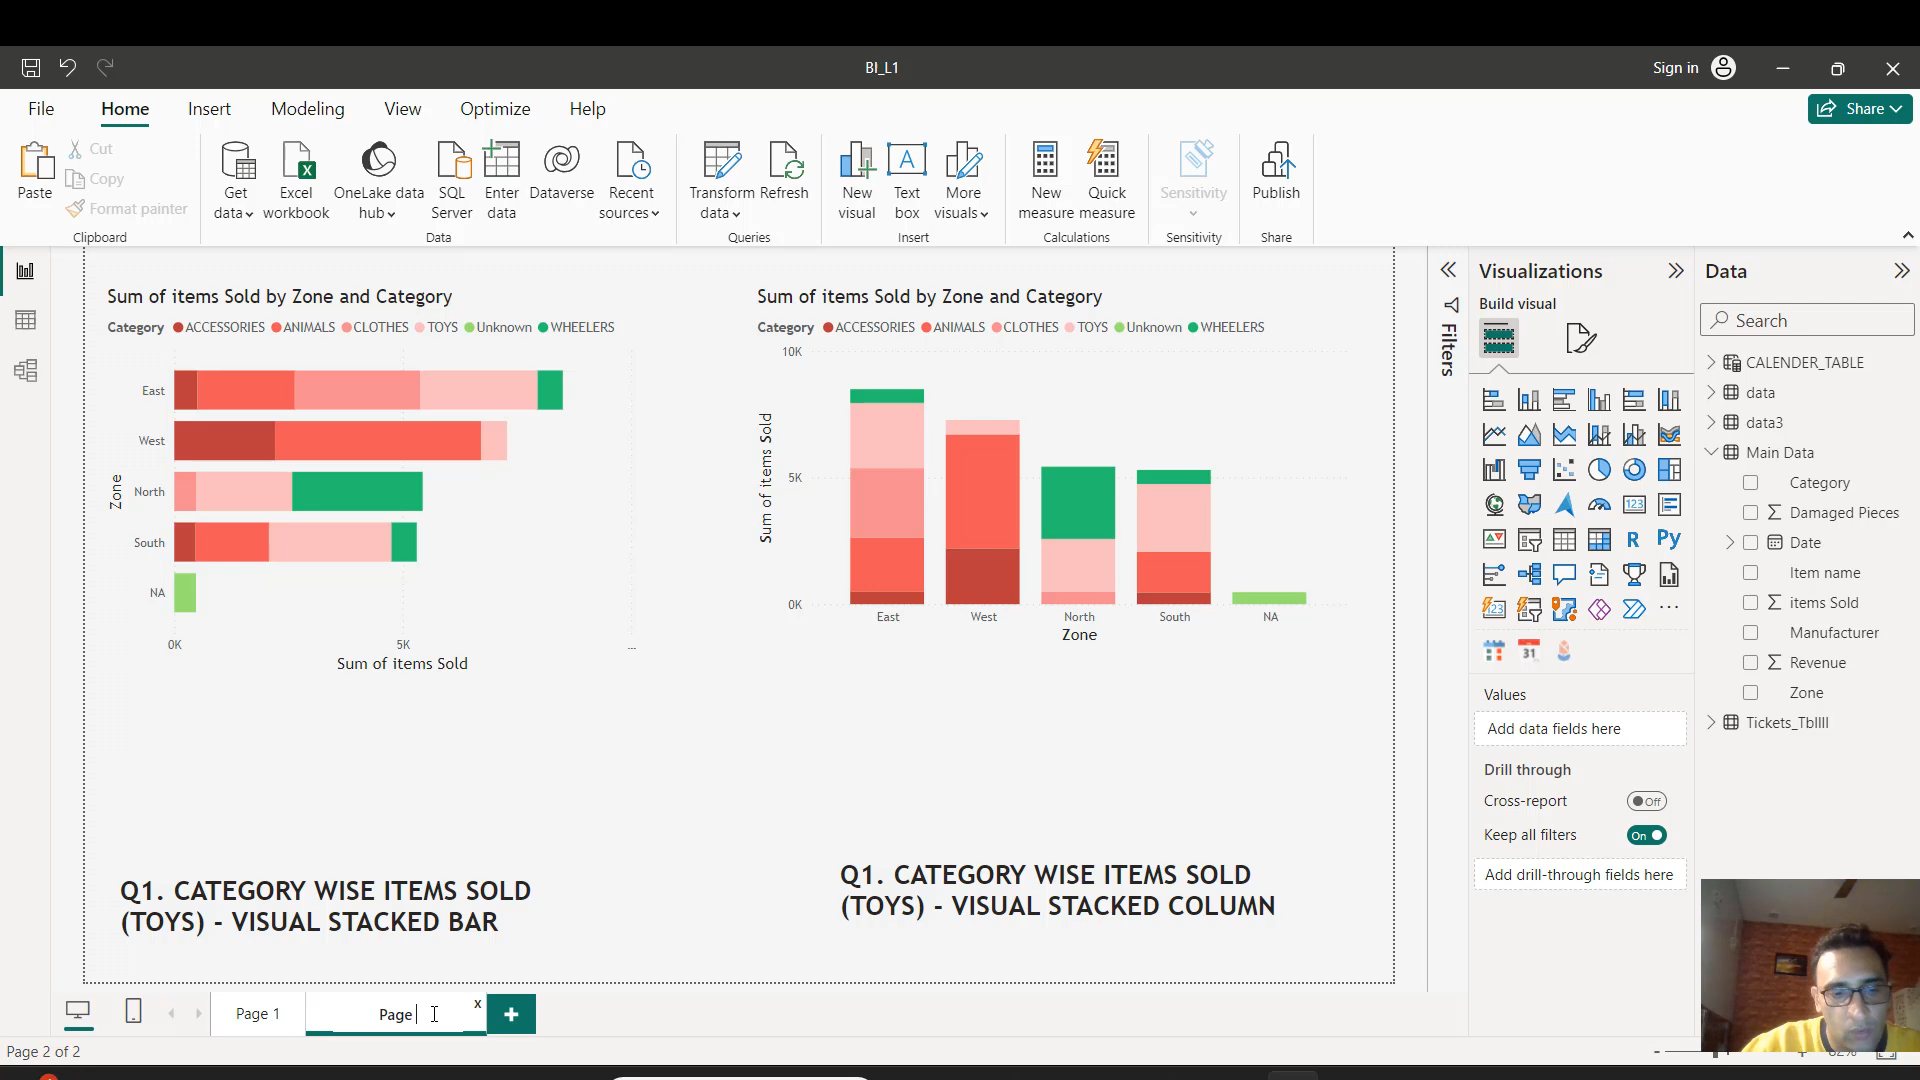 BI_L1
Sign in
File Home Insert Modeling View Optimize Help
Share
Paste
Cut
Copy
Format painter
Clipboard
Get data
Excel workbook
OneLake data hub
SQL Server
Enter data
Dataverse
Recent sources
Data
Transform data
Refresh
Queries
New visual
Text box
More visuals
Insert
New measure
Quick measure
Calculations
Sensitivity
Sensitivity
Publish
Share
Sum of items Sold by Zone and Category
Category ACCESSORIES ANIMALS CLOTHES TOYS Unknown WHEELERS
Zone
East
West
North
South
NA
0K 5K ...
Sum of items Sold
Q1. CATEGORY WISE ITEMS SOLD
(TOYS) - VISUAL STACKED BAR
Sum of items Sold by Zone and Category
Category ACCESSORIES ANIMALS CLOTHES TOYS Unknown WHEELERS
Sum of items Sold
10K
5K
0K
East West North South NA
Zone
Q1. CATEGORY WISE ITEMS SOLD
(TOYS) - VISUAL STACKED COLUMN
Filters
Visualizations
Build visual
123
R Py
123
...
31
Values
Add data fields here
Drill through
Cross-report Off
Keep all filters On
Add drill-through fields here
Data
Search
CALENDER_TABLE
data
data3
Main Data
Category
Damaged Pieces
Date
Item name
items Sold
Manufacturer
Revenue
Zone
Tickets_Tbllll
Page 1
Page
x
+
Page 2 of 2